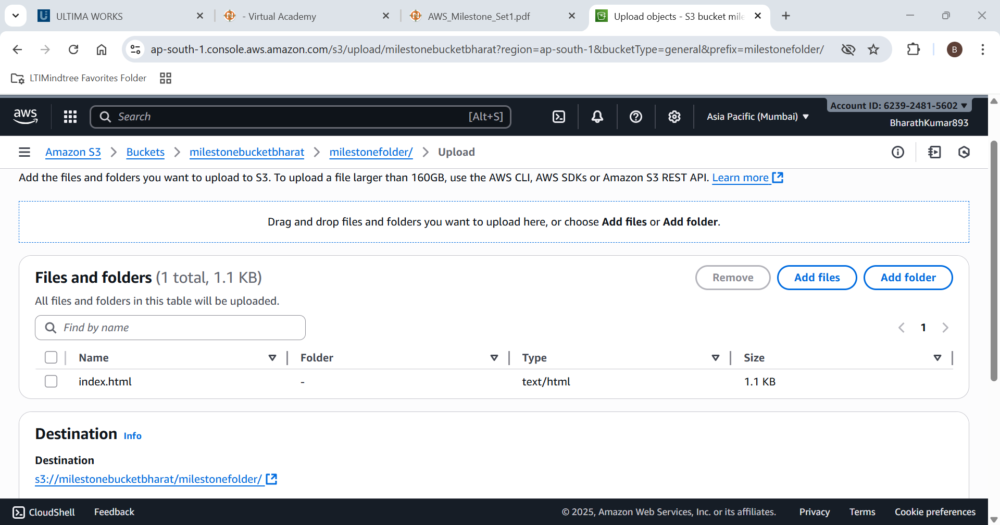 ULTIMA WORKS
- Virtual Academy
AWS_Milestone_Set1.pdf
Upload objects - S3 bucket mile
ap-south-1.console.aws.amazon.com/s3/upload/milestonebucketbharat?region=ap-south-1&bucketType=general&prefix=milestonefolder/
B
LTIMindtree Favorites Folder
aws
Search
[Alt+S]
Asia Pacific (Mumbai)
Account ID: 6239-2481-5602
BharathKumar893
Amazon S3 > Buckets > milestonebucketbharat > milestonefolder/ > Upload
Add the files and folders you want to upload to S3. To upload a file larger than 160GB, use the AWS CLI, AWS SDKs or Amazon S3 REST API. Learn more
Drag and drop files and folders you want to upload here, or choose Add files or Add folder.
Files and folders (1 total, 1.1 KB)
Remove
Add files
Add folder
All files and folders in this table will be uploaded.
Find by name
1
Name Folder Type Size
index.html - text/html 1.1 KB
Destination Info
Destination
s3://milestonebucketbharat/milestonefolder/
CloudShell
Feedback
© 2025, Amazon Web Services, Inc. or its affiliates.
Privacy
Terms
Cookie preferences